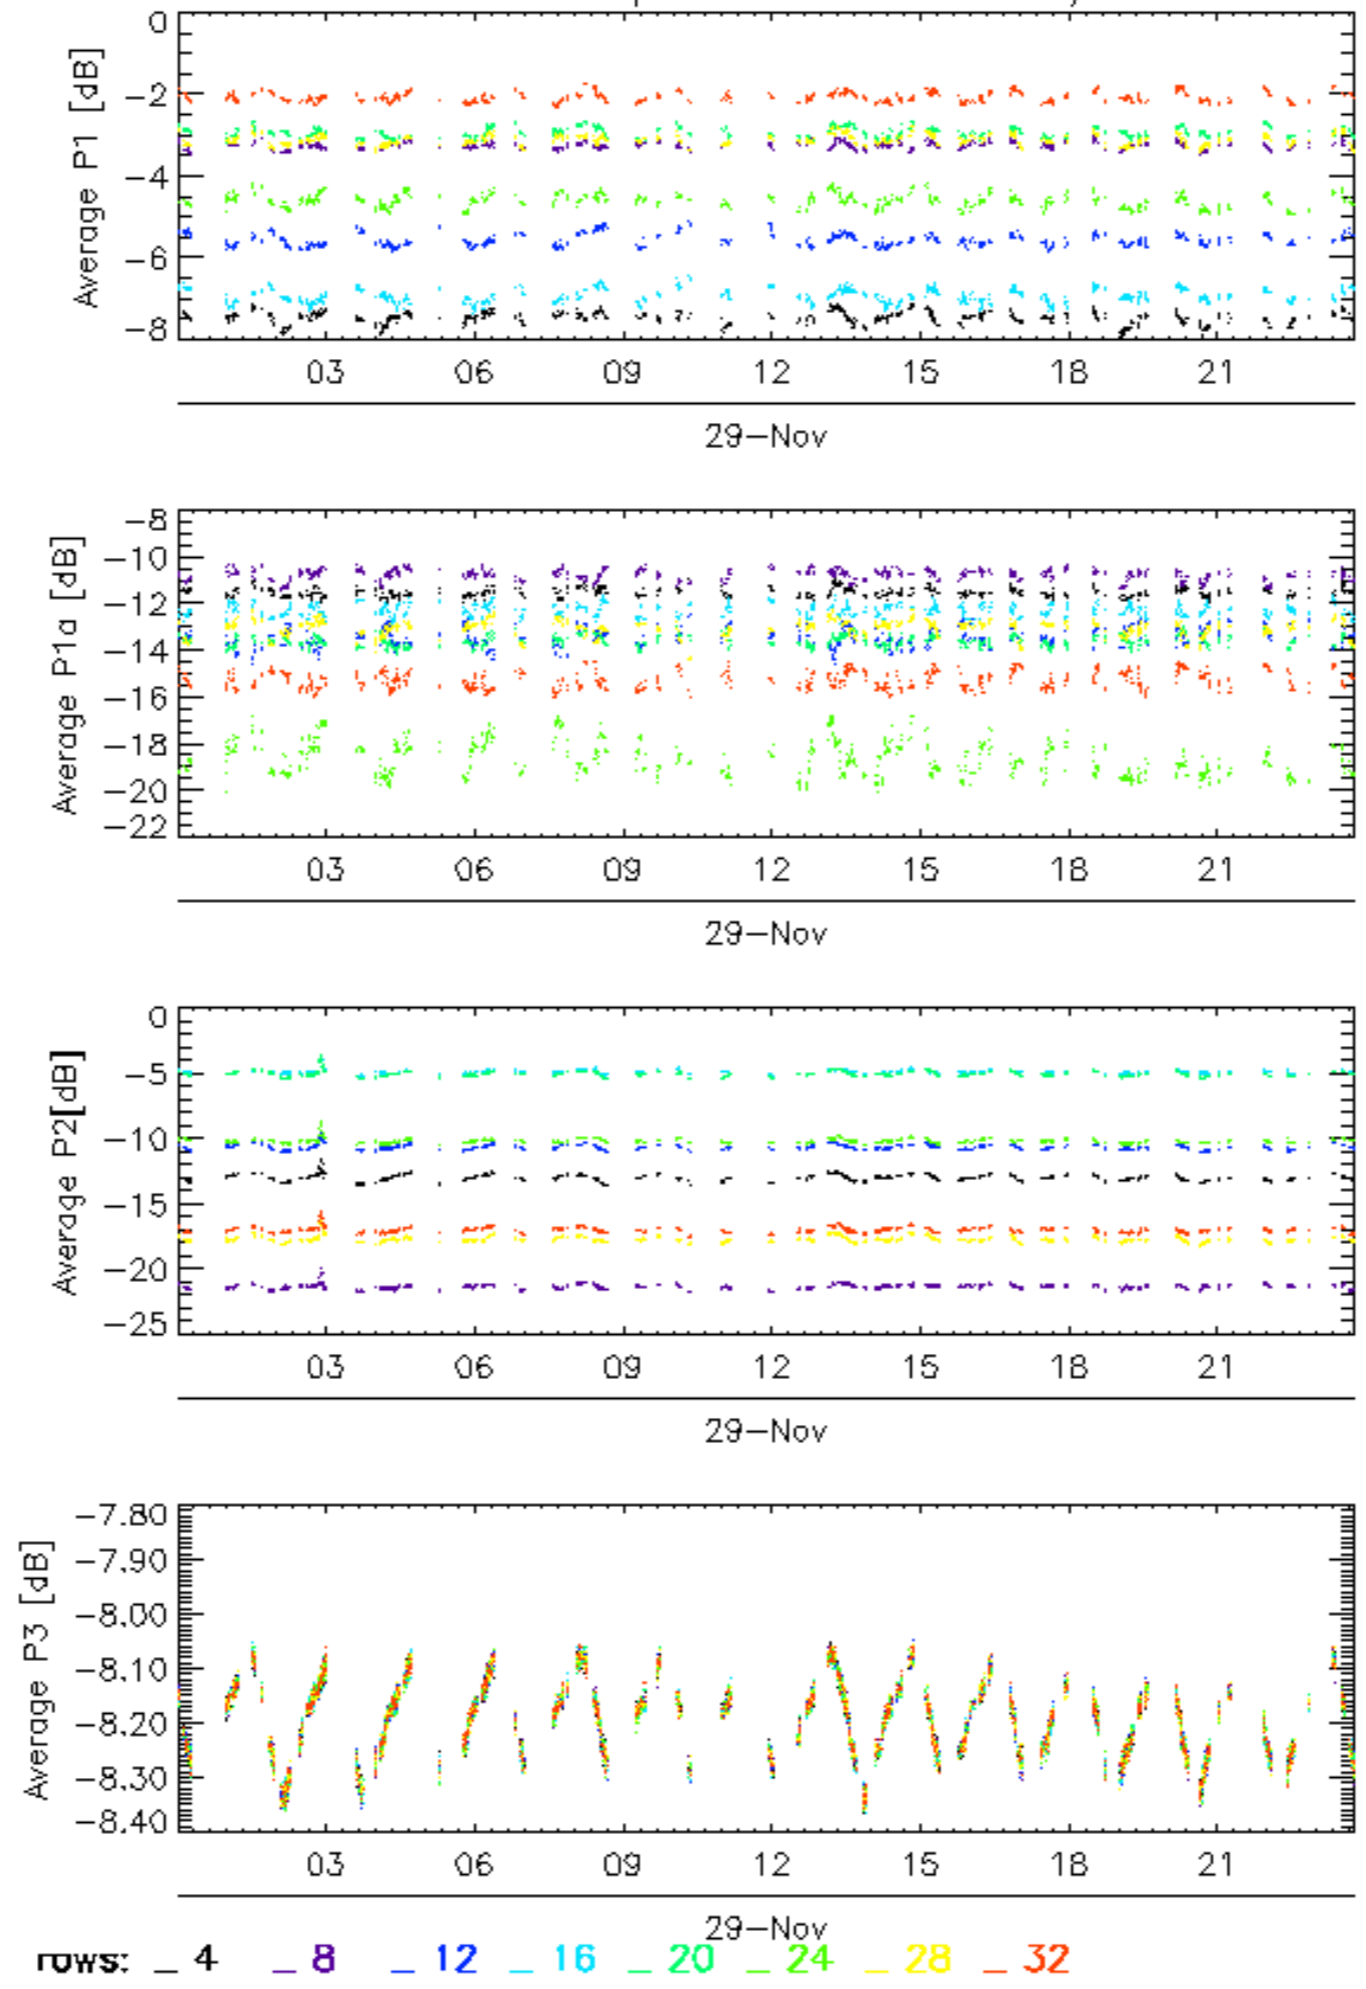 0
−2
−4
−6
−8
Average P1 [dB]
03 06 09 12 15 18 21
29−Nov
−8
−10
−12
−14
−16
−18
−20
−22
Average P1a [dB]
03 06 09 12 15 18 21
29−Nov
0
−5
−10
−15
−20
−25
Average P2[dB]
03 06 09 12 15 18 21
29−Nov
−7.80
−7.90
−8.00
−8.10
−8.20
−8.30
−8.40
Average P3 [dB]
03 06 09 12 15 18 21
29−Nov
rows: _ 4 _ 8 _ 12 _ 16 _ 20 _ 24 _ 28 _ 32